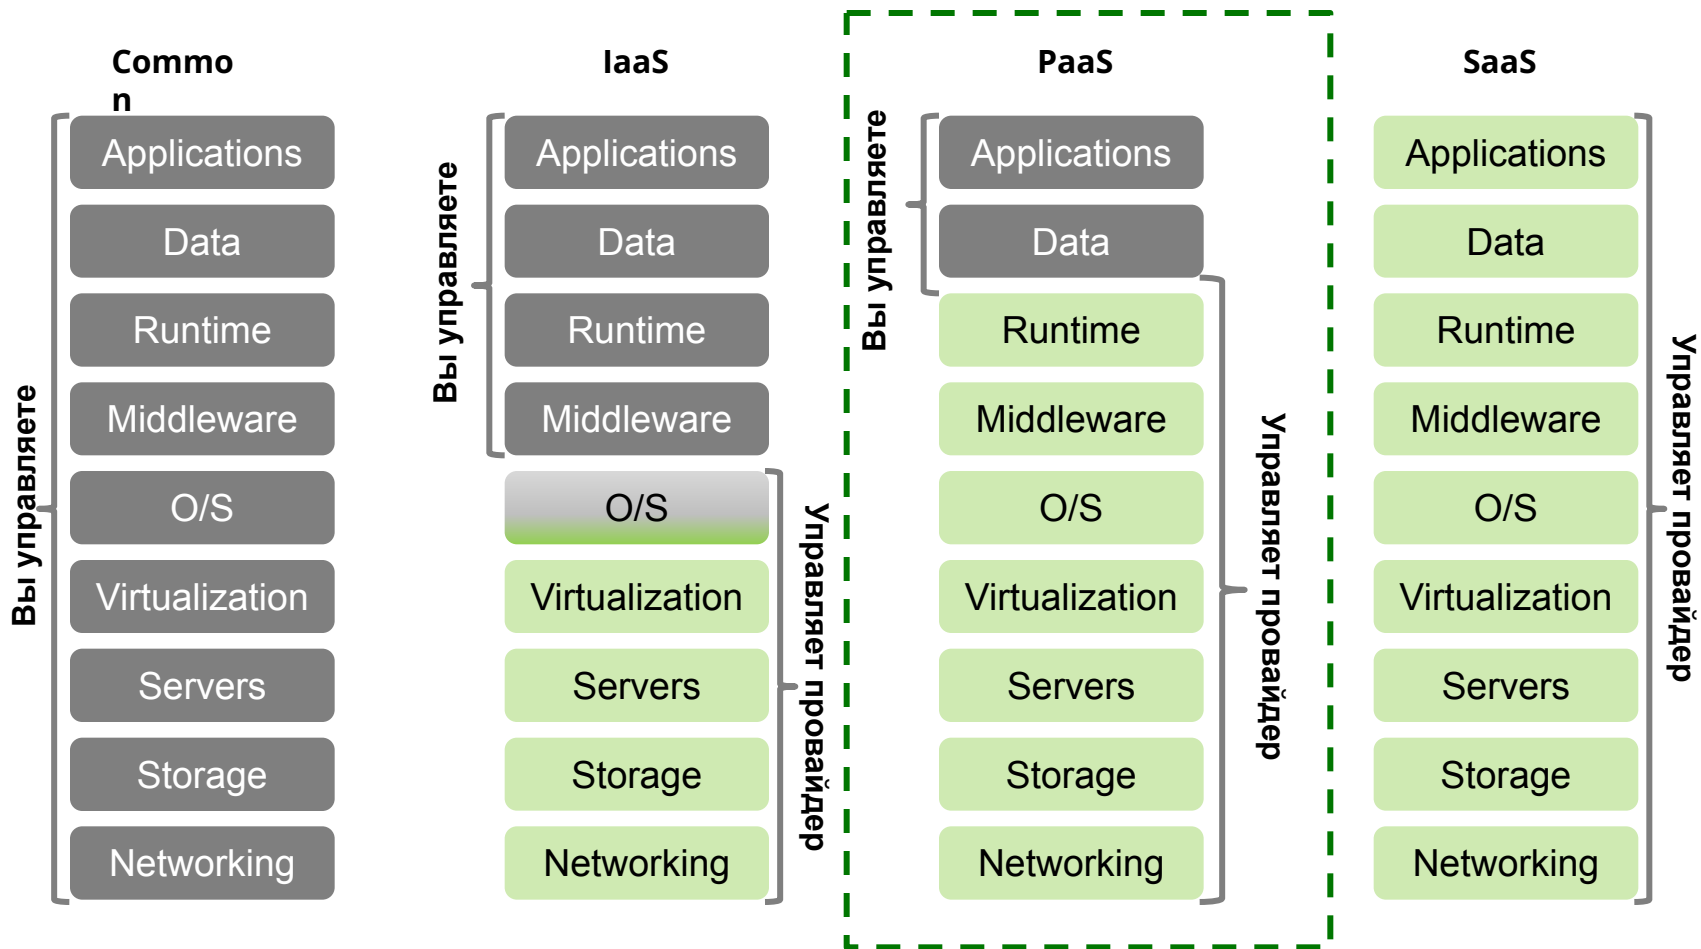 Commo
n
Вы управляете
Applications
Data
Runtime
Middleware
O/S
Virtualization
Servers
Storage
Networking
IaaS
Вы управляете
Applications
Data
Runtime
Middleware
O/S
Virtualization
Servers
Storage
Networking
Управляет провайдер
PaaS
Вы управляете
Applications
Data
Runtime
Middleware
O/S
Virtualization
Servers
Storage
Networking
Управляет провайдер
SaaS
Applications
Data
Runtime
Middleware
O/S
Virtualization
Servers
Storage
Networking
Управляет провайдер